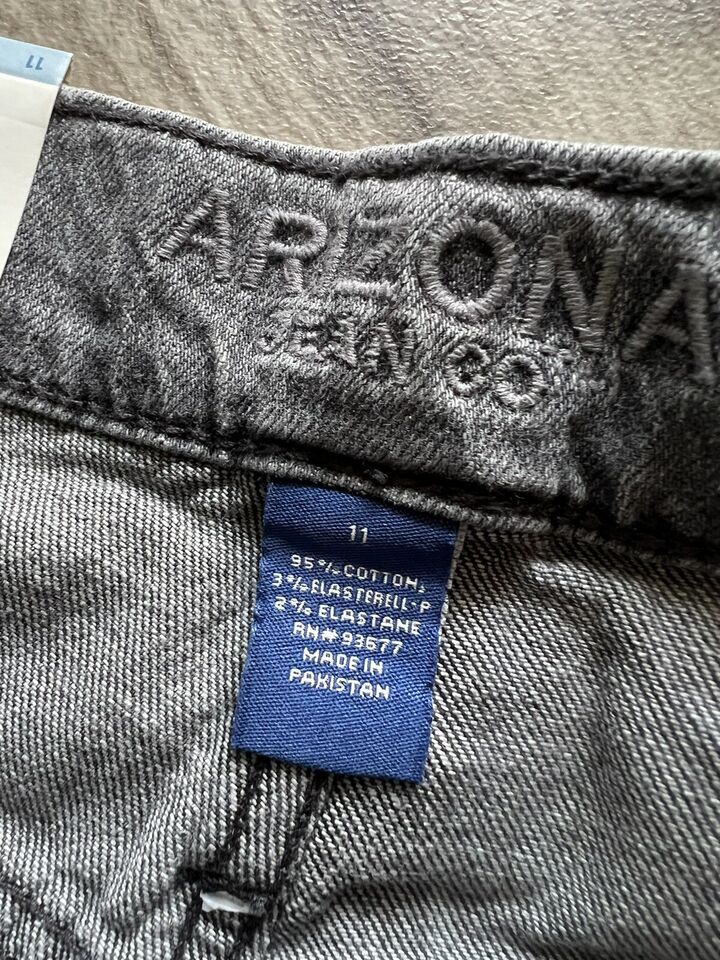 11
ARIZONA
JEAN CO
11
95% COTTON,
3% ELASTERELL-P
2% ELASTANE
RN# 93677
MADE IN
PAKISTAN